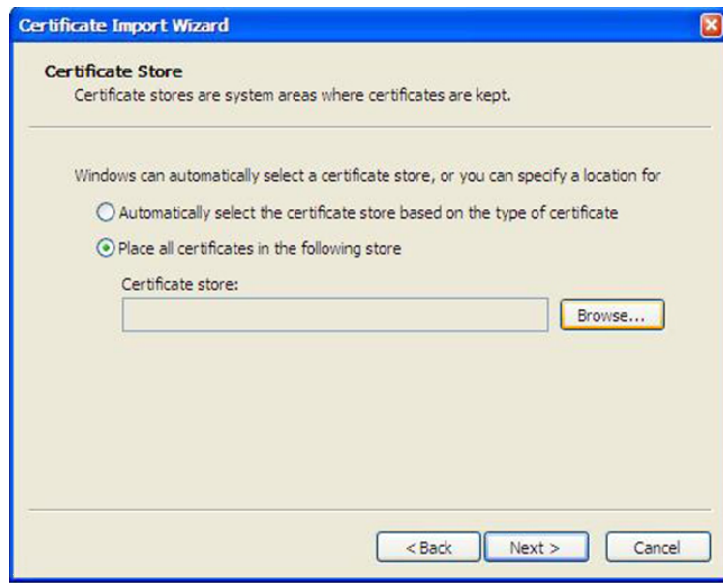 Certificate Import Wizard
Certificate Store
Certificate stores are system areas where certificates are kept.
Windows can automatically select a certificate store, or you can specify a location for
Automatically select the certificate store based on the type of certificate
Place all certificates in the following store
Certificate store:
Browse...
< Back Next > Cancel